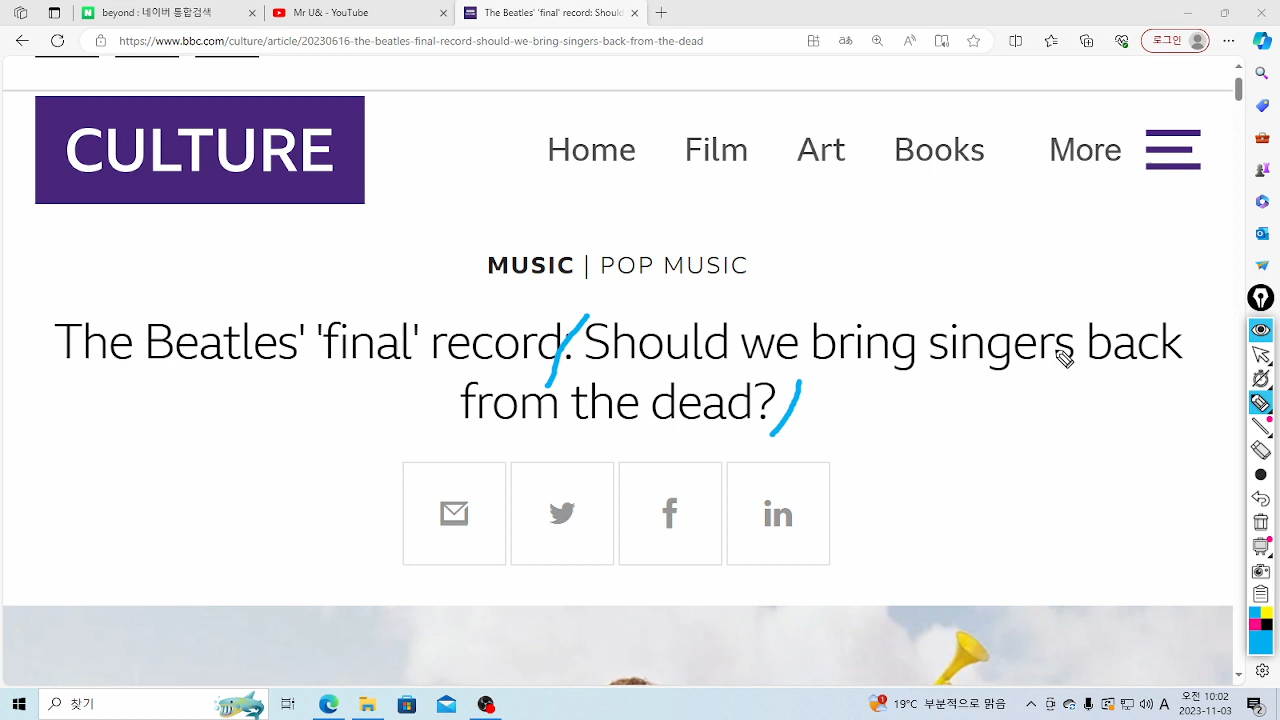 beyond : 네이버 통합검색
Mr U&- YouTube
The Beatles' 'final' record: Shoul
https://www.bbc.com/culture/article/20230616-the-beatles-final-record-should-we-bring-singers-back-from-the-dead
로그인
CULTURE
Home Film Art Books More
MUSIC | POP MUSIC
The Beatles' 'final' record: Should we bring singers back
from the dead?
찾기
19°C 부분적으로 맑음
A
오전 10:02
2023-11-03